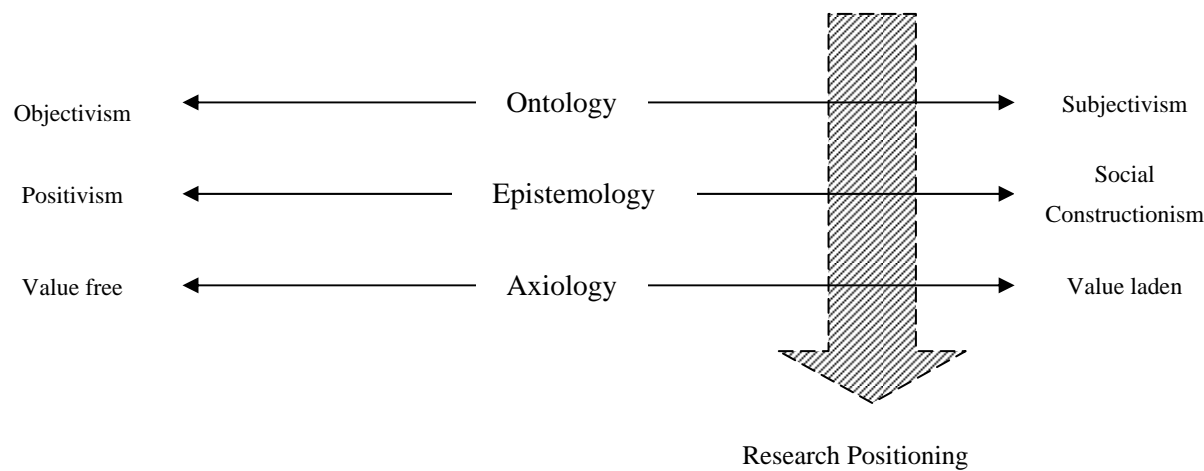 Objectivism
Ontology
Subjectivism
Positivism
Epistemology
Social
Constructionism
Value free
Axiology
Value laden
Research Positioning